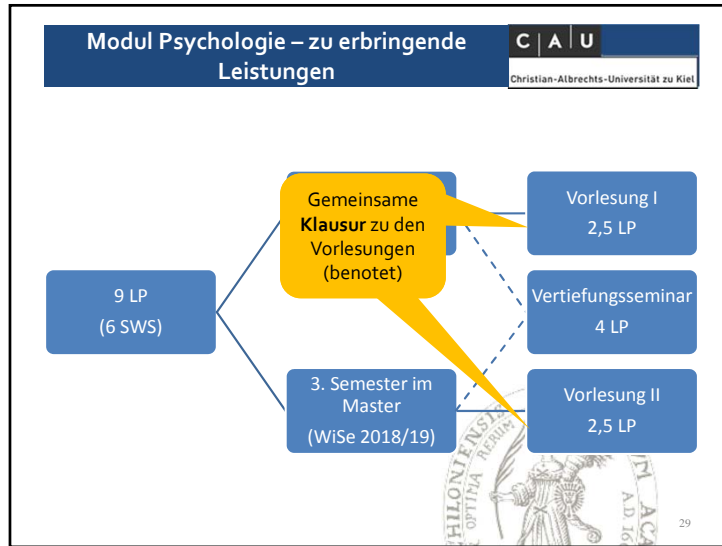 Modul Psychologie – zu erbringende
Leistungen
C A U
Christian-Albrechts-Universität zu Kiel
Gemeinsame
Klausur zu den
Vorlesungen
(benotet)
Vorlesung I
2,5 LP
9 LP
(6 SWS)
Vertiefungsseminar
4 LP
3. Semester im
Master
(WiSe 2018/19)
Vorlesung II
2,5 LP
OPTIMA RERUM
A.D.
29